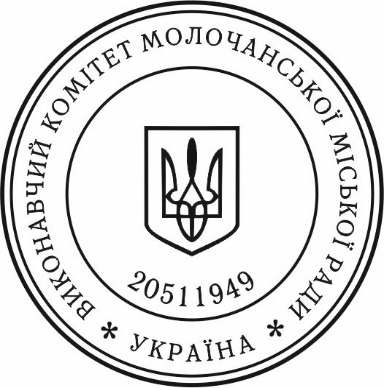 ВИКОНАВЧИЙ КОМІТЕТ МОЛОЧАНСЬКОЇ МІСЬКОЇ РАДИ
* УКРАЇНА *
20511949